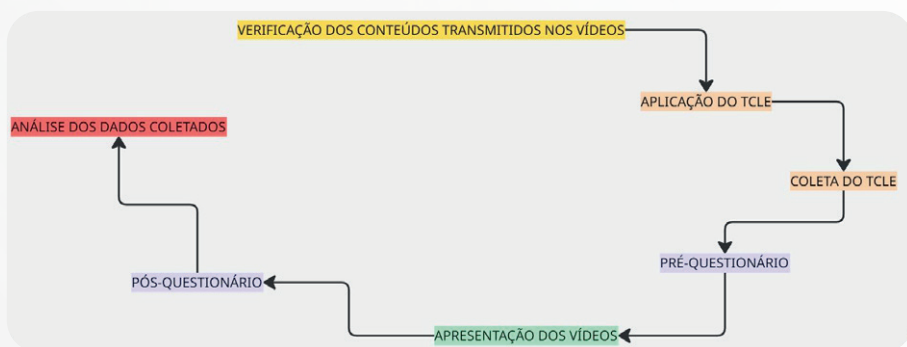 VERIFICAÇÃO DOS CONTEÚDOS TRANSMITIDOS NOS VÍDEOS
APLICAÇÃO DO TCLE
COLETA DO TCLE
PRÉ-QUESTIONÁRIO
APRESENTAÇÃO DOS VÍDEOS
PÓS-QUESTIONÁRIO
ANÁLISE DOS DADOS COLETADOS